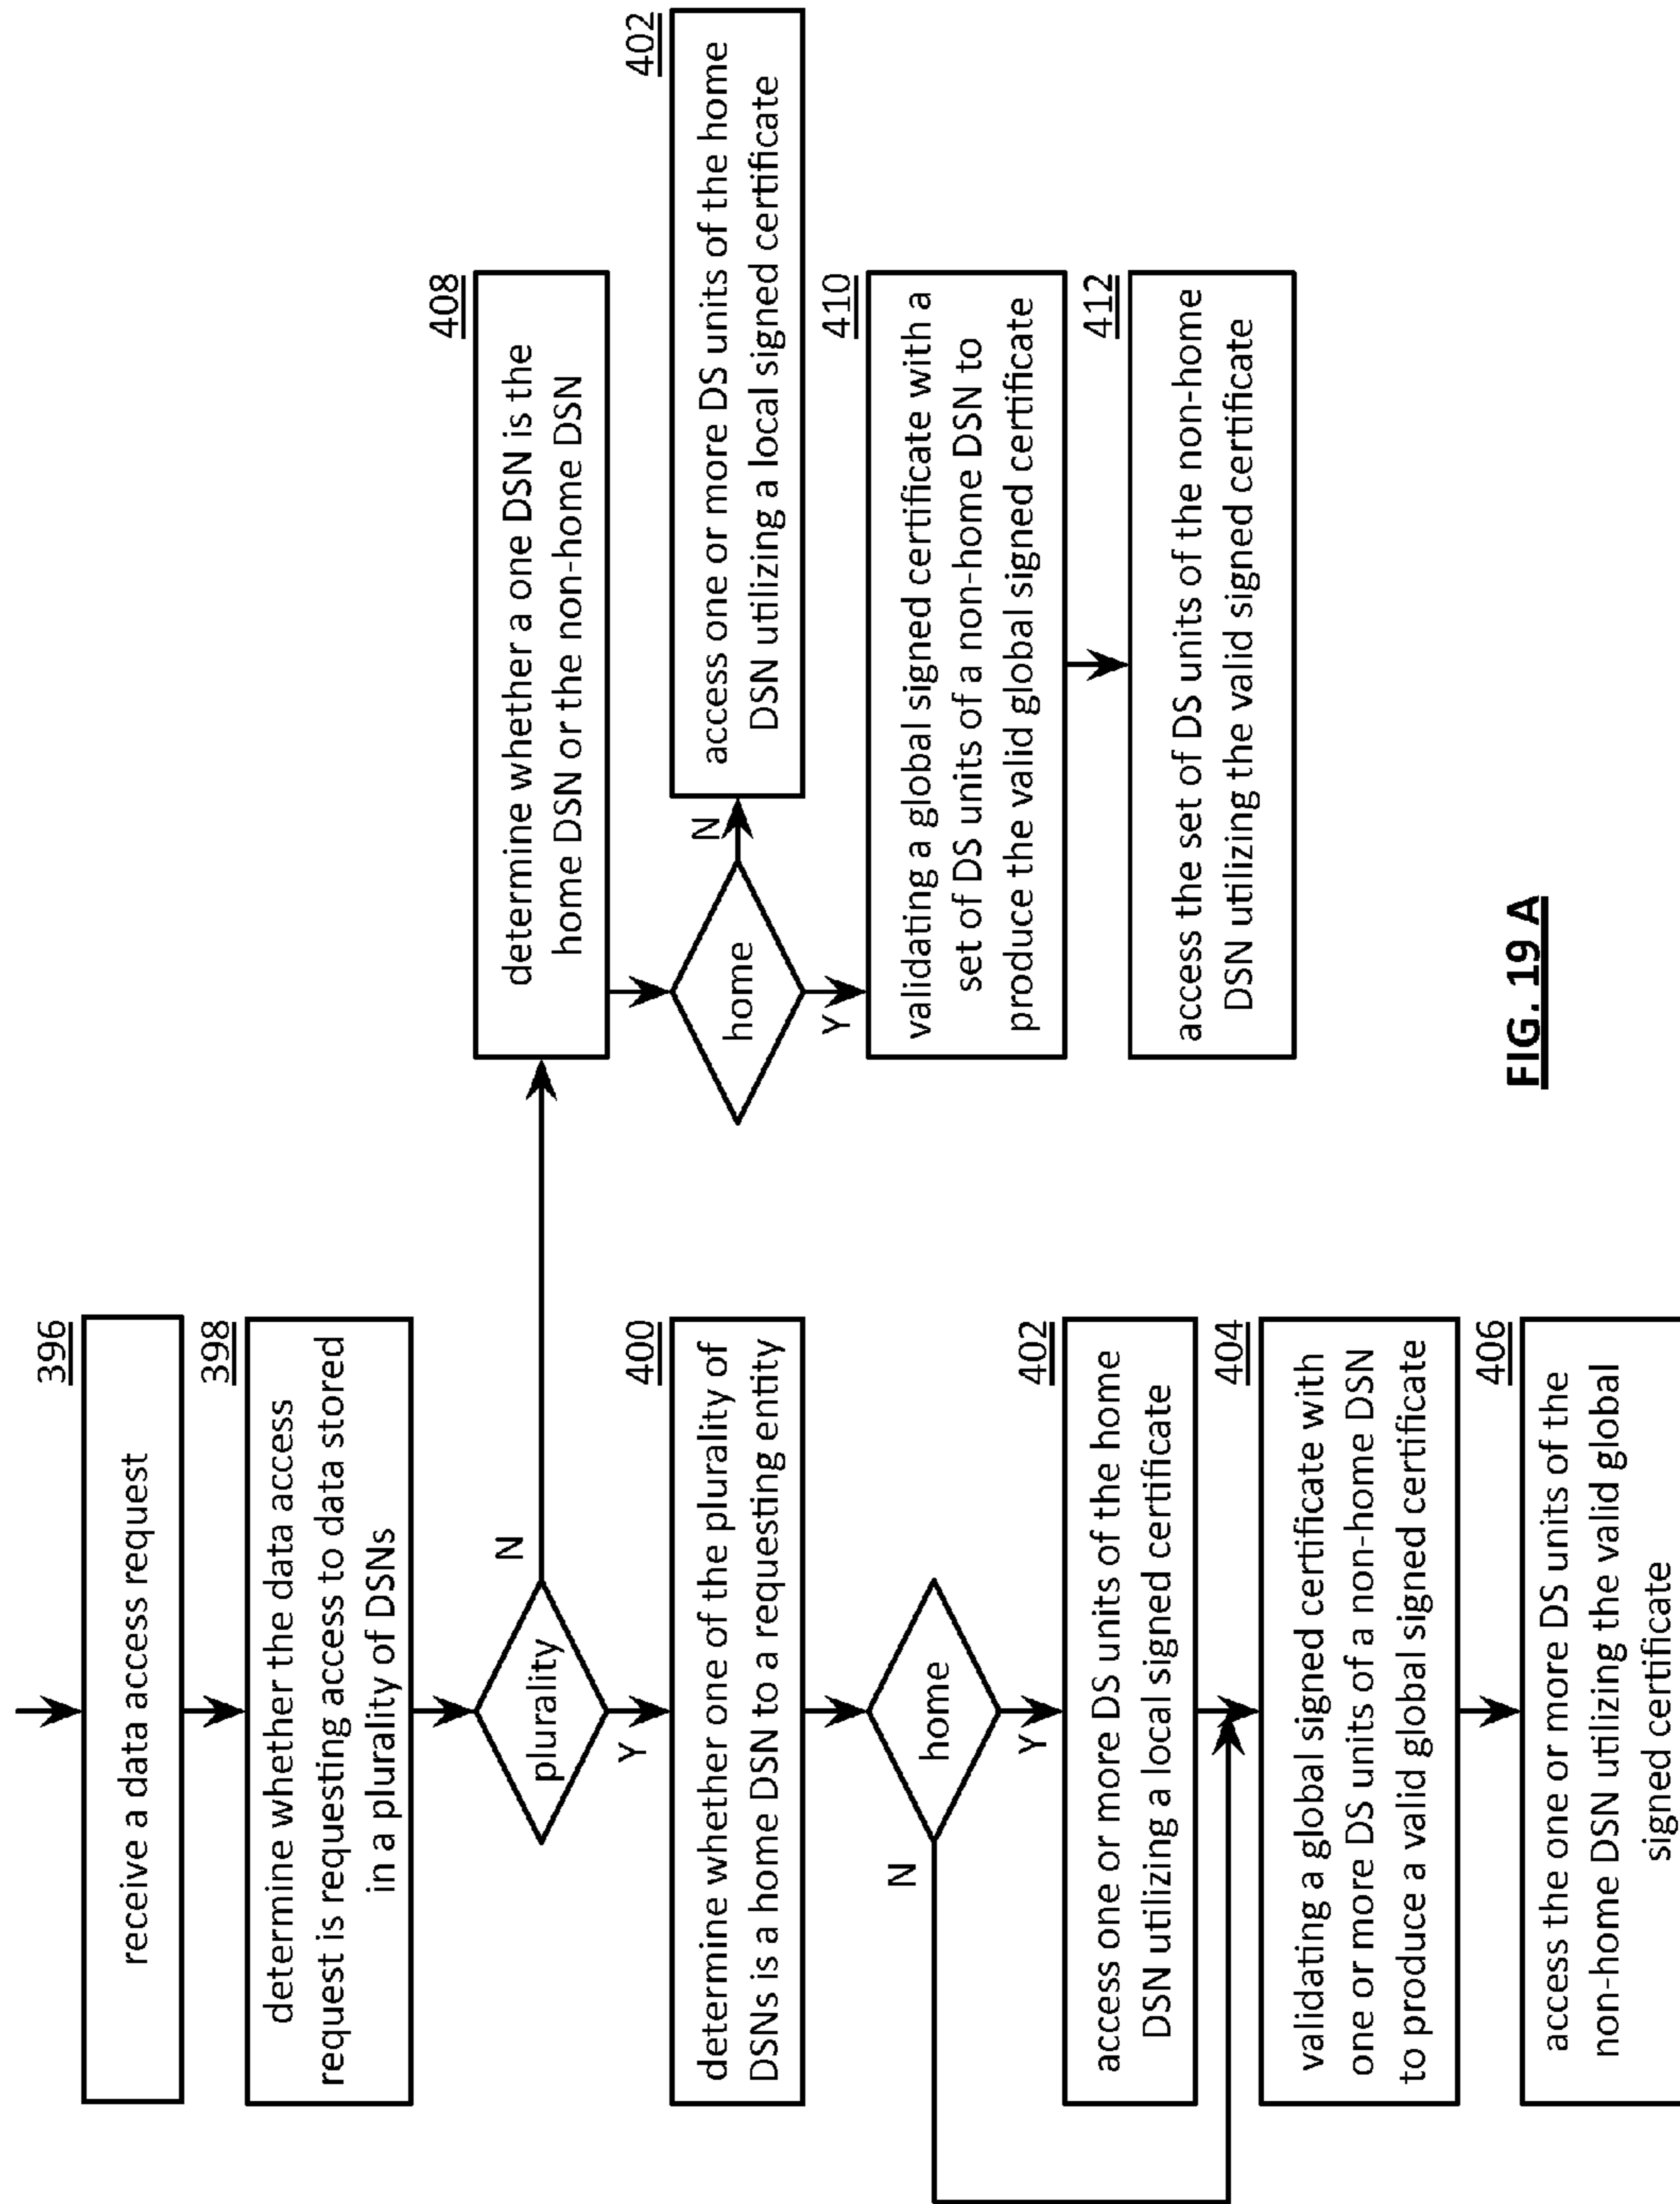 396
receive a data access request
398
determine whether the data access
request is requesting access to data stored
in a plurality of DSNs
plurality
N
Y
400
determine whether one of the plurality of
DSNs is a home DSN to a requesting entity
home
N
Y
402
access one or more DS units of the home
DSN utilizing a local signed certificate
404
validating a global signed certificate with
one or more DS units of a non-home DSN
to produce a valid global signed certificate
406
access the one or more DS units of the
non-home DSN utilizing the valid global
signed certificate
408
determine whether a one DSN is the
home DSN or the non-home DSN
home
N
Y
402
access one or more DS units of the home
DSN utilizing a local signed certificate
410
validating a global signed certificate with a
set of DS units of a non-home DSN to
produce the valid global signed certificate
412
access the set of DS units of the non-home
DSN utilizing the valid signed certificate
FIG. 19 A